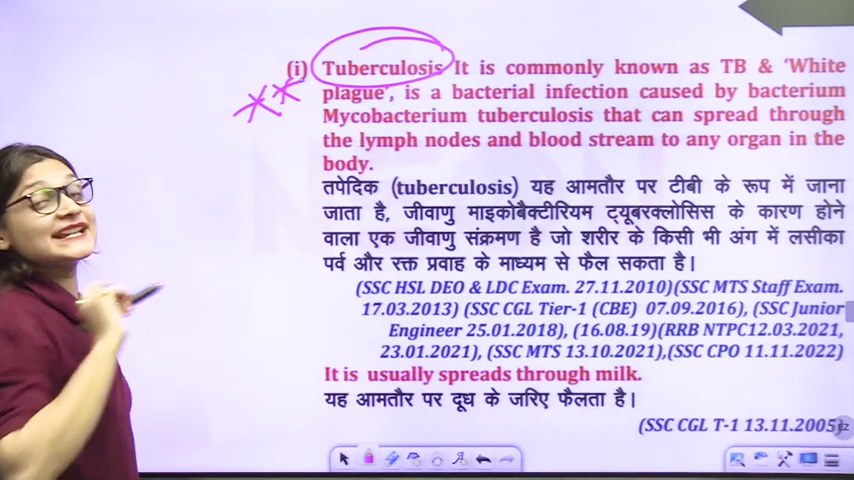 (i) Tuberculosis It is commonly known as TB & ‘White
plague’, is a bacterial infection caused by bacterium
Mycobacterium tuberculosis that can spread through
the lymph nodes and blood stream to any organ in the
body.
तपेदिक (tuberculosis) यह आमतौर पर टीबी के रूप में जाना
जाता है, जीवाणु माइकोबैक्टीरियम ट्यूबरक्लोसिस के कारण होने
वाला एक जीवाणु संक्रमण है जो शरीर के किसी भी अंग में लसीका
पर्व और रक्त प्रवाह के माध्यम से फैल सकता है।
(SSC HSL DEO & LDC Exam. 27.11.2010)(SSC MTS Staff Exam.
17.03.2013) (SSC CGL Tier-1 (CBE) 07.09.2016), (SSC Junior
Engineer 25.01.2018), (16.08.19)(RRB NTPC12.03.2021,
23.01.2021), (SSC MTS 13.10.2021),(SSC CPO 11.11.2022)
It is usually spreads through milk.
यह आमतौर पर दूध के जरिए फैलता है।
(SSC CGL T-1 13.11.2005)